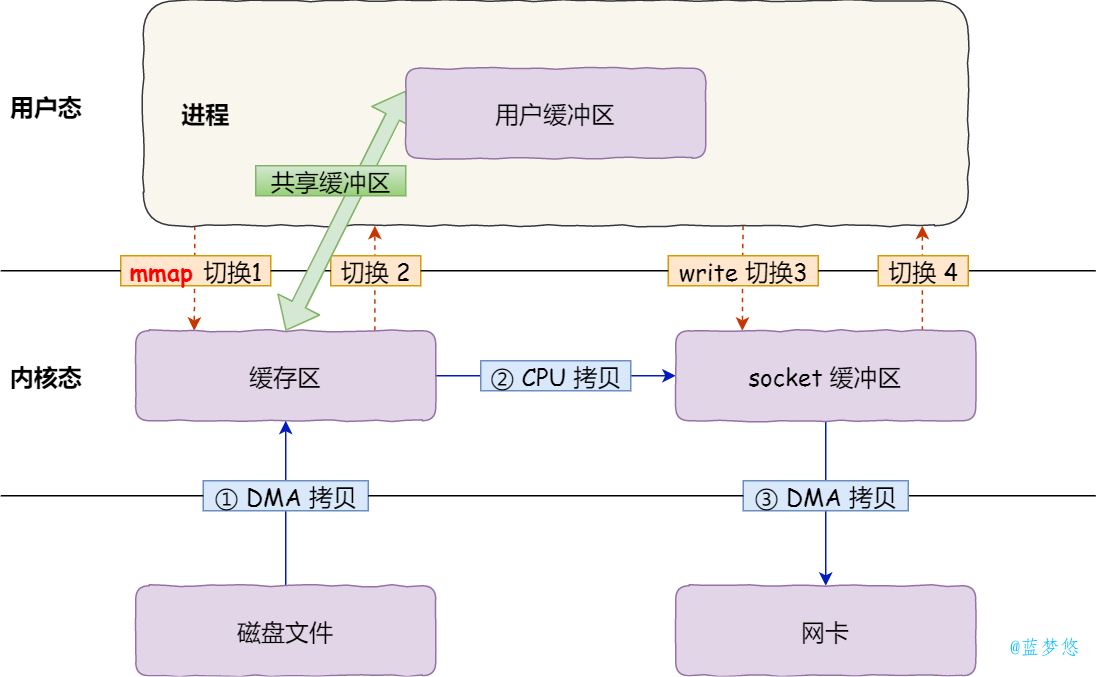 用户态
进程
用户缓冲区
共享缓冲区
mmap 切换1
切换 2
write 切换3
切换 4
内核态
缓存区
② CPU 拷贝
socket 缓冲区
① DMA 拷贝
③ DMA 拷贝
磁盘文件
网卡
@蓝梦悠